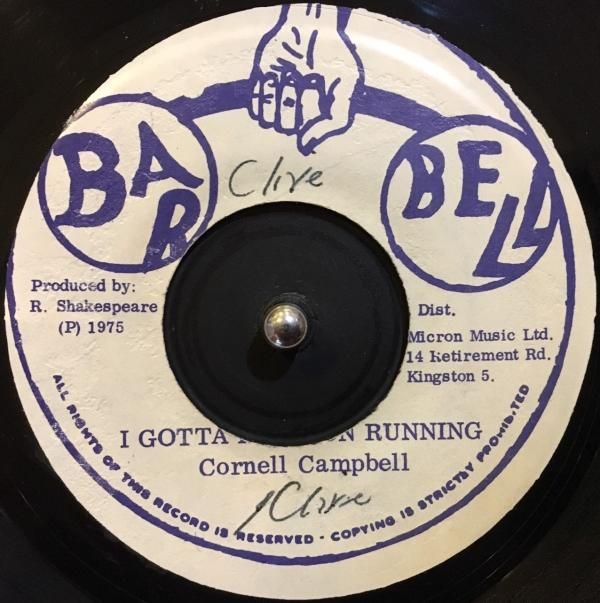 BAR
BELL
Clive
Produced by:
R. Shakespeare
(P) 1975
Dist.
Micron Music Ltd.
14 Retirement Rd.
Kingston 5.
I GOTTA RUNNING
Cornell Campbell
Clive
ALL RIGHTS OF THIS RECORD IS RESERVED · COPYING IS STRICTLY PROHIBITED